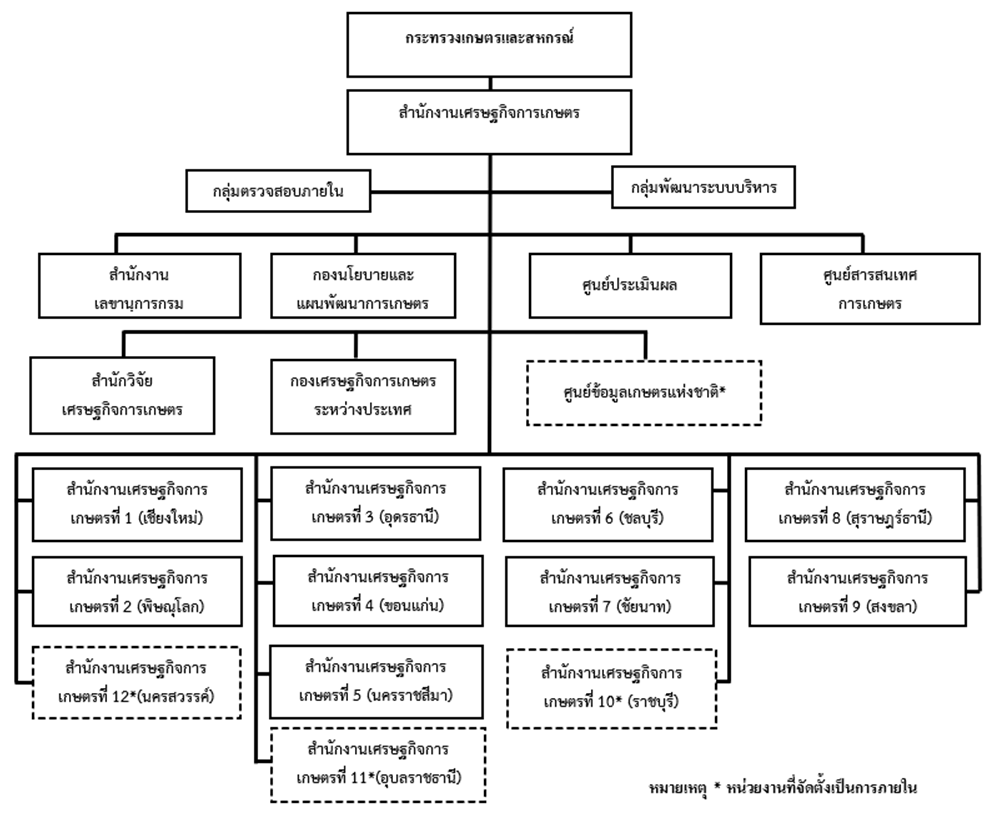 กระทรวงเกษตรและสหกรณ์
สำนักงานเศรษฐกิจการเกษตร
กลุ่มตรวจสอบภายใน
กลุ่มพัฒนาระบบบริหาร
สำนักงาน
เลขานุการกรม
กองนโยบายและ
แผนพัฒนาการเกษตร
ศูนย์ประเมินผล
ศูนย์สารสนเทศ
การเกษตร
สำนักวิจัย
เศรษฐกิจการเกษตร
กองเศรษฐกิจการเกษตร
ระหว่างประเทศ
ศูนย์ข้อมูลเกษตรแห่งชาติ*
สำนักงานเศรษฐกิจการ
เกษตรที่ 1 (เชียงใหม่)
สำนักงานเศรษฐกิจการ
เกษตรที่ 3 (อุดรธานี)
สำนักงานเศรษฐกิจการ
เกษตรที่ 6 (ชลบุรี)
สำนักงานเศรษฐกิจการ
เกษตรที่ 8 (สุราษฎร์ธานี)
สำนักงานเศรษฐกิจการ
เกษตรที่ 2 (พิษณุโลก)
สำนักงานเศรษฐกิจการ
เกษตรที่ 4 (ขอนแก่น)
สำนักงานเศรษฐกิจการ
เกษตรที่ 7 (ชัยนาท)
สำนักงานเศรษฐกิจการ
เกษตรที่ 9 (สงขลา)
สำนักงานเศรษฐกิจการ
เกษตรที่ 12*(นครสวรรค์)
สำนักงานเศรษฐกิจการ
เกษตรที่ 5 (นครราชสีมา)
สำนักงานเศรษฐกิจการ
เกษตรที่ 10* (ราชบุรี)
สำนักงานเศรษฐกิจการ
เกษตรที่ 11*(อุบลราชธานี)
หมายเหตุ * หน่วยงานที่จัดตั้งเป็นการภายใน